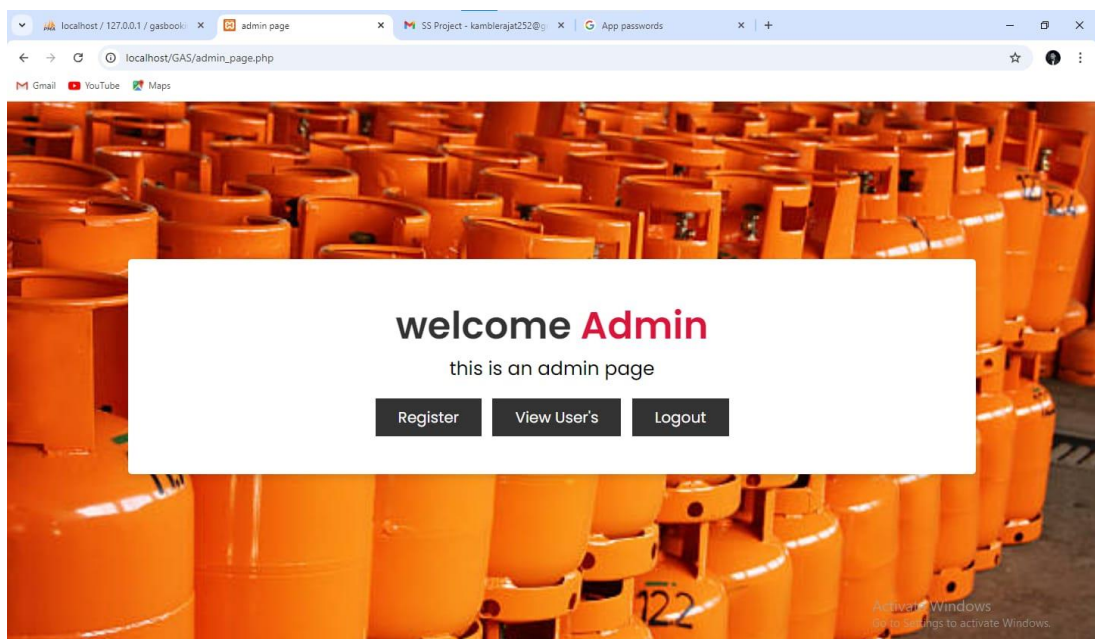 localhost / 127.0.0.1 / gasbooki
admin page
SS Project - kamblerajat252@g
App passwords
localhost/GAS/admin_page.php
Gmail YouTube Maps
welcome Admin
this is an admin page
Register View User's Logout
122
Activate Windows
Go to Settings to activate Windows.